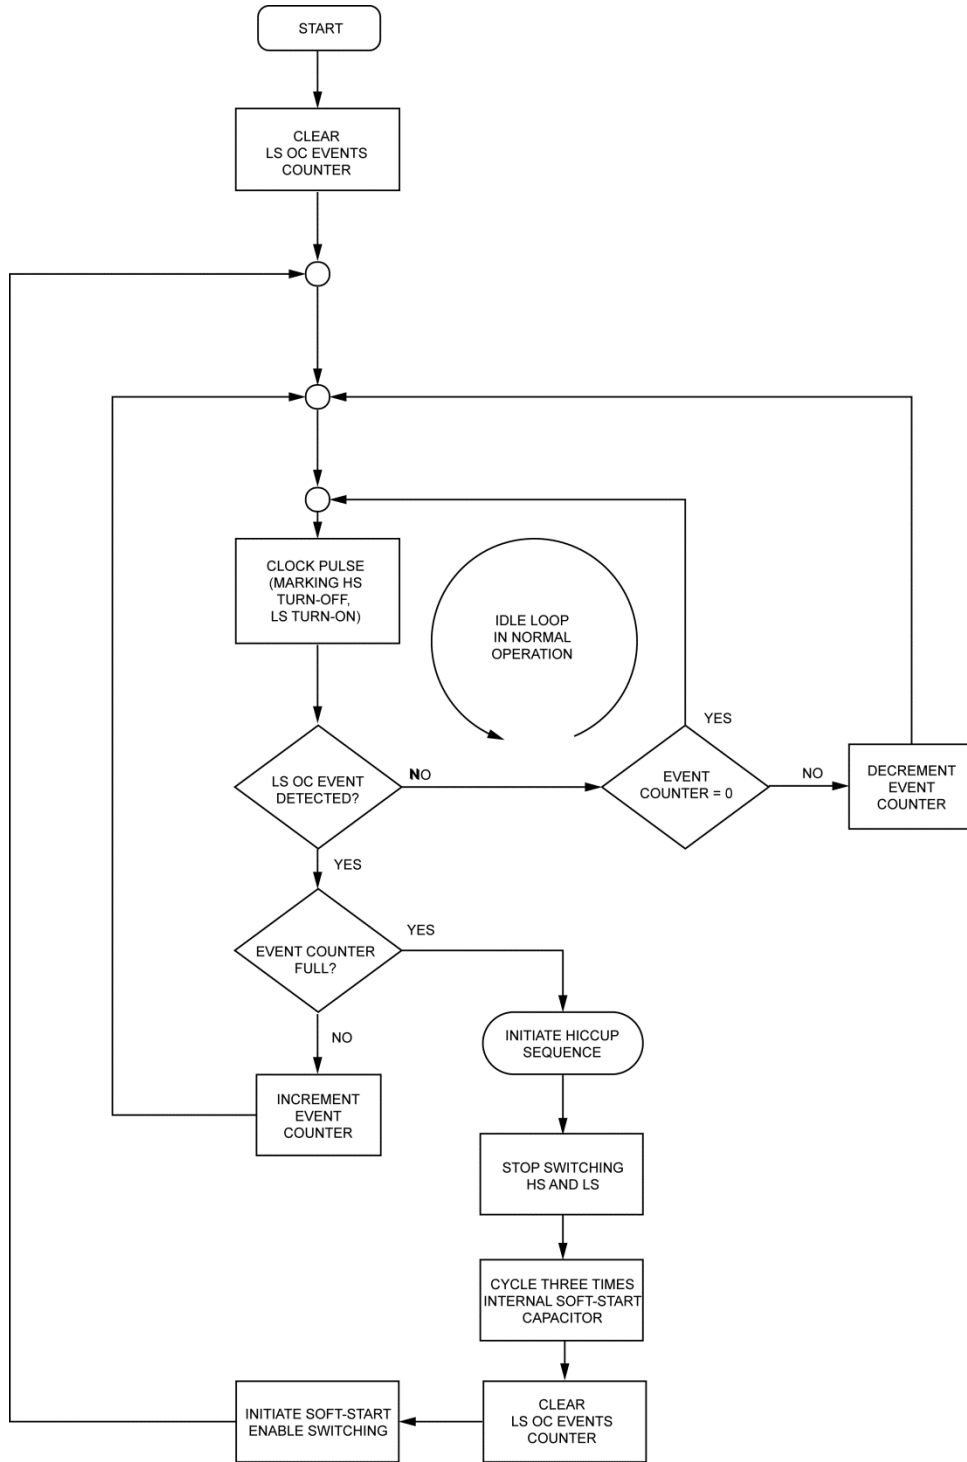 START
CLEAR
LS OC EVENTS
COUNTER
CLOCK PULSE
(MARKING HS
TURN-OFF,
LS TURN-ON)
IDLE LOOP
IN NORMAL
OPERATION
LS OC EVENT
DETECTED?
NO
EVENT
COUNTER = 0
YES
NO
DECREMENT
EVENT
COUNTER
YES
EVENT COUNTER
FULL?
YES
NO
INCREMENT
EVENT
COUNTER
INITIATE HICCUP
SEQUENCE
STOP SWITCHING
HS AND LS
CYCLE THREE TIMES
INTERNAL SOFT-START
CAPACITOR
CLEAR
LS OC EVENTS
COUNTER
INITIATE SOFT-START
ENABLE SWITCHING